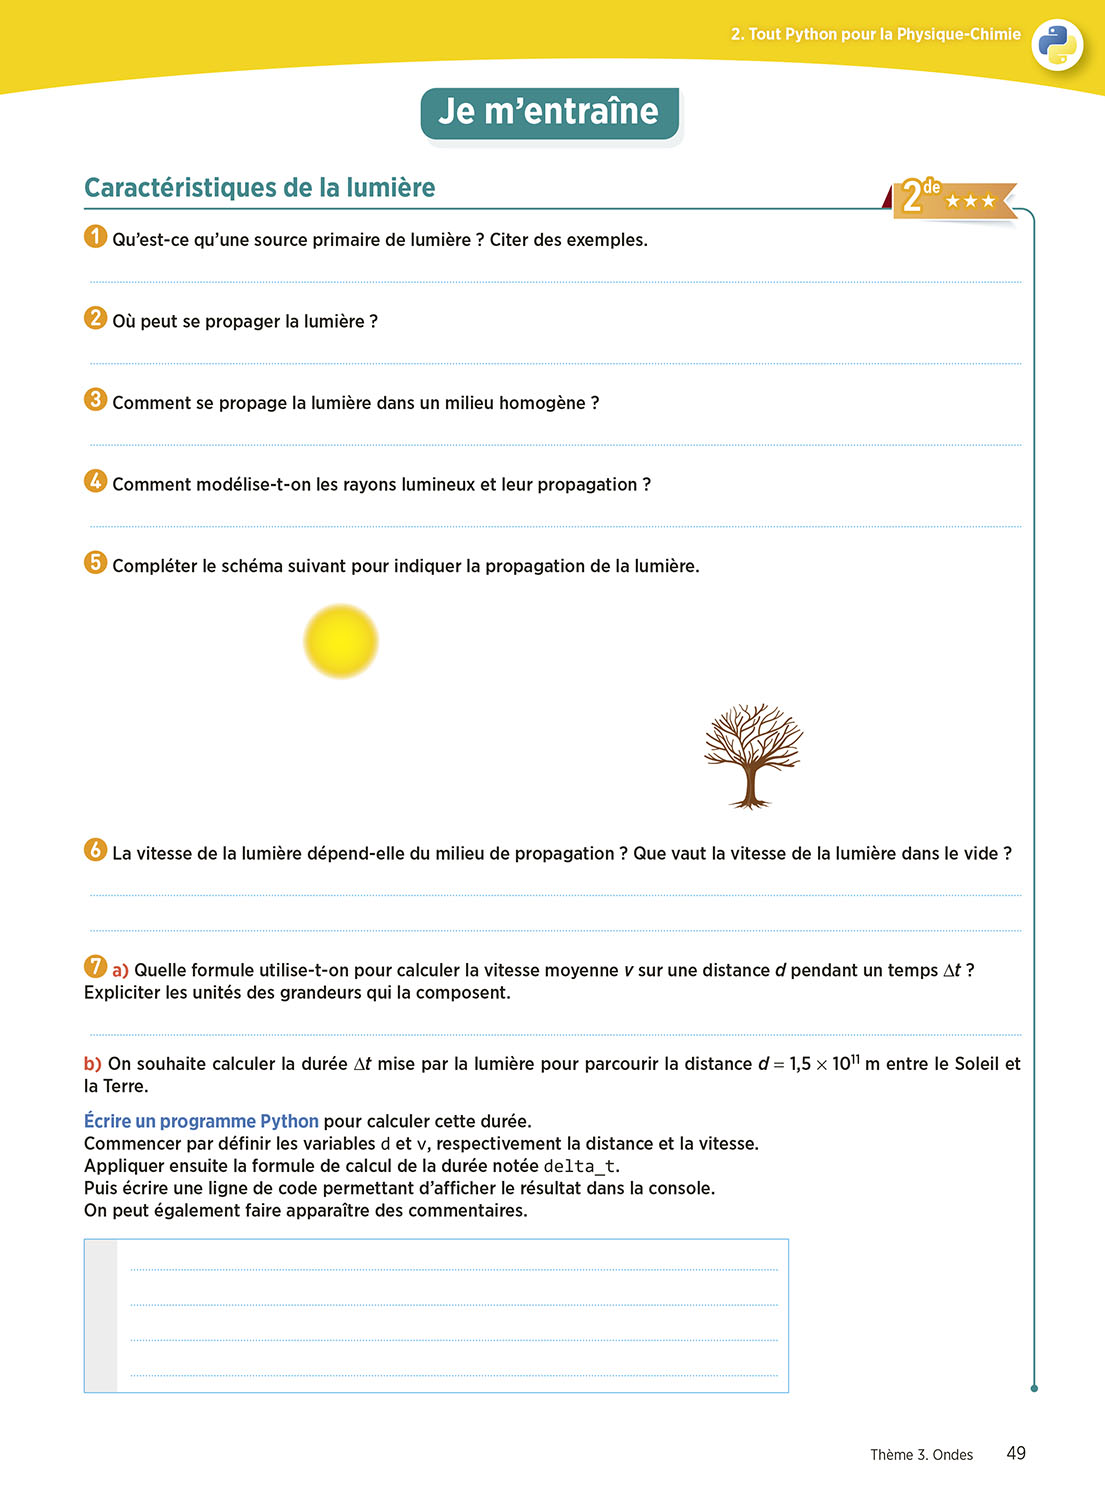 2. Tout Python pour la Physique-Chimie
Je m’entraîne
Caractéristiques de la lumière
2de ★★★
1 Qu’est-ce qu’une source primaire de lumière ? Citer des exemples.
2 Où peut se propager la lumière ?
3 Comment se propage la lumière dans un milieu homogène ?
4 Comment modélise-t-on les rayons lumineux et leur propagation ?
5 Compléter le schéma suivant pour indiquer la propagation de la lumière.
6 La vitesse de la lumière dépend-elle du milieu de propagation ? Que vaut la vitesse de la lumière dans le vide ?
7 a) Quelle formule utilise-t-on pour calculer la vitesse moyenne v sur une distance d pendant un temps Δt ?
Expliciter les unités des grandeurs qui la composent.
b) On souhaite calculer la durée Δt mise par la lumière pour parcourir la distance d = 1,5 × 10¹¹ m entre le Soleil et
la Terre.
Écrire un programme Python pour calculer cette durée.
Commencer par définir les variables d et v, respectivement la distance et la vitesse.
Appliquer ensuite la formule de calcul de la durée notée delta_t.
Puis écrire une ligne de code permettant d’afficher le résultat dans la console.
On peut également faire apparaître des commentaires.
Thème 3. Ondes 49